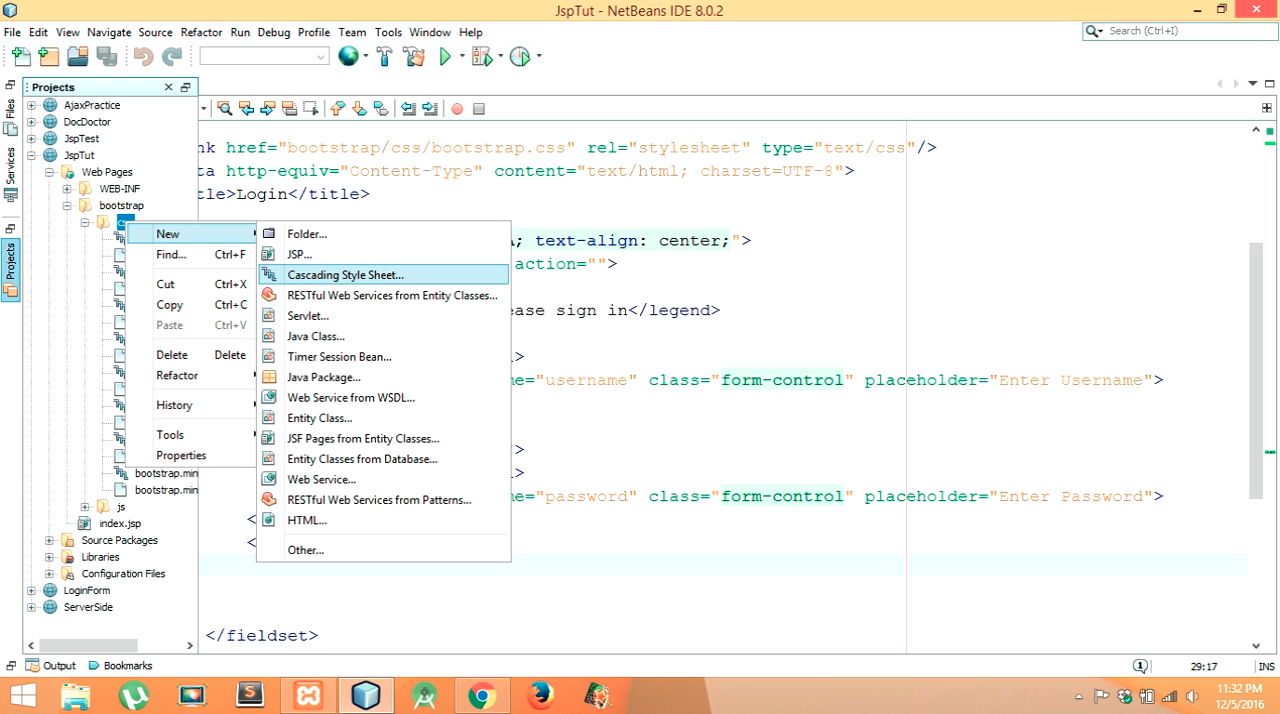 JspTut - NetBeans IDE 8.0.2
File Edit View Navigate Source Refactor Run Debug Profile Team Tools Window Help
Search (Ctrl+I)
Projects
Files
Services
Projects
AjaxPractice
DocDoctor
JspTest
JspTut
Web Pages
WEB-INF
bootstrap
bootstrap.min
bootstrap.min
js
index.jsp
Source Packages
Libraries
Configuration Files
LoginForm
ServerSide
New
Find... Ctrl+F
Cut Ctrl+X
Copy Ctrl+C
Paste Ctrl+V
Delete Delete
Refactor
History
Tools
Properties
Folder...
JSP...
Cascading Style Sheet...
RESTful Web Services from Entity Classes...
Servlet...
Java Class...
Timer Session Bean...
Java Package...
Web Service from WSDL...
Entity Class...
JSF Pages from Entity Classes...
Entity Classes from Database...
Web Service...
RESTful Web Services from Patterns...
HTML...
Other...
nk href="bootstrap/css/bootstrap.css" rel="stylesheet" type="text/css"/>
ta http-equiv="Content-Type" content="text/html; charset=UTF-8">
tle>Login</title>
; text-align: center;">
action="">
ase sign in</legend>
>
me="username" class="form-control" placeholder="Enter Username">
>
>
me="password" class="form-control" placeholder="Enter Password">
<
<
</fieldset>
Output Bookmarks
1 29:17 INS
11:32 PM
12/5/2016